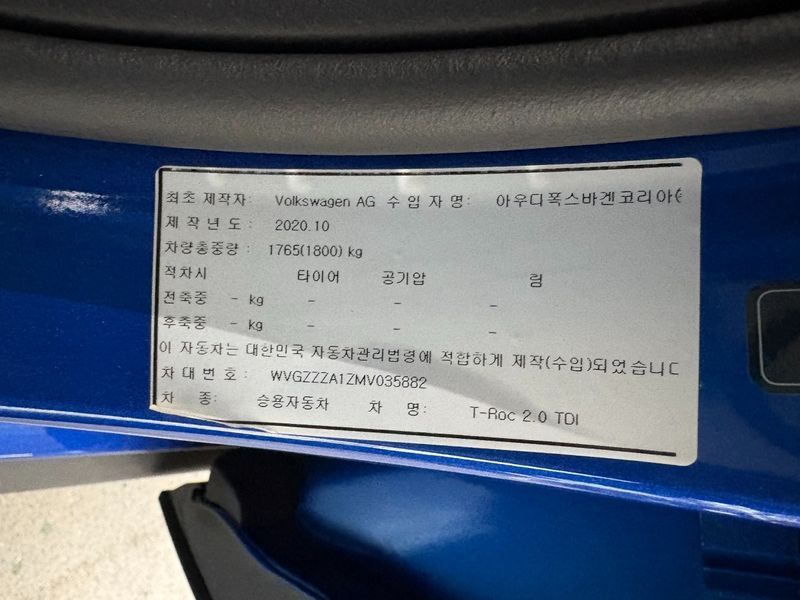 최초 제작자: Volkswagen AG 수 입 자 명: 아우디폭스바겐코리아(
제 작 년 도 : 2020.10
차량총중량 : 1765(1800) kg
적차시 타이어 공기압 림
전축중 - kg - - -
후축중 - kg - - -
이 자동차는 대한민국 자동차관리법령에 적합하게 제작(수입)되었습니
차 대 번 호 : WVGZZZA1ZMV035882
차 종: 승용자동차 차 명: T-Roc 2.0 TDI